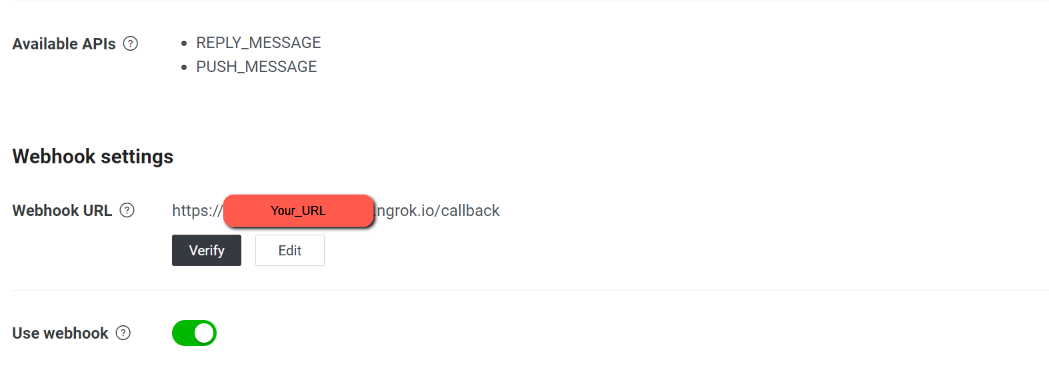 Available APIs ?
• REPLY_MESSAGE
• PUSH_MESSAGE
Webhook settings
Webhook URL ? https:// Your_URL .ngrok.io/callback
Verify Edit
Use webhook ?